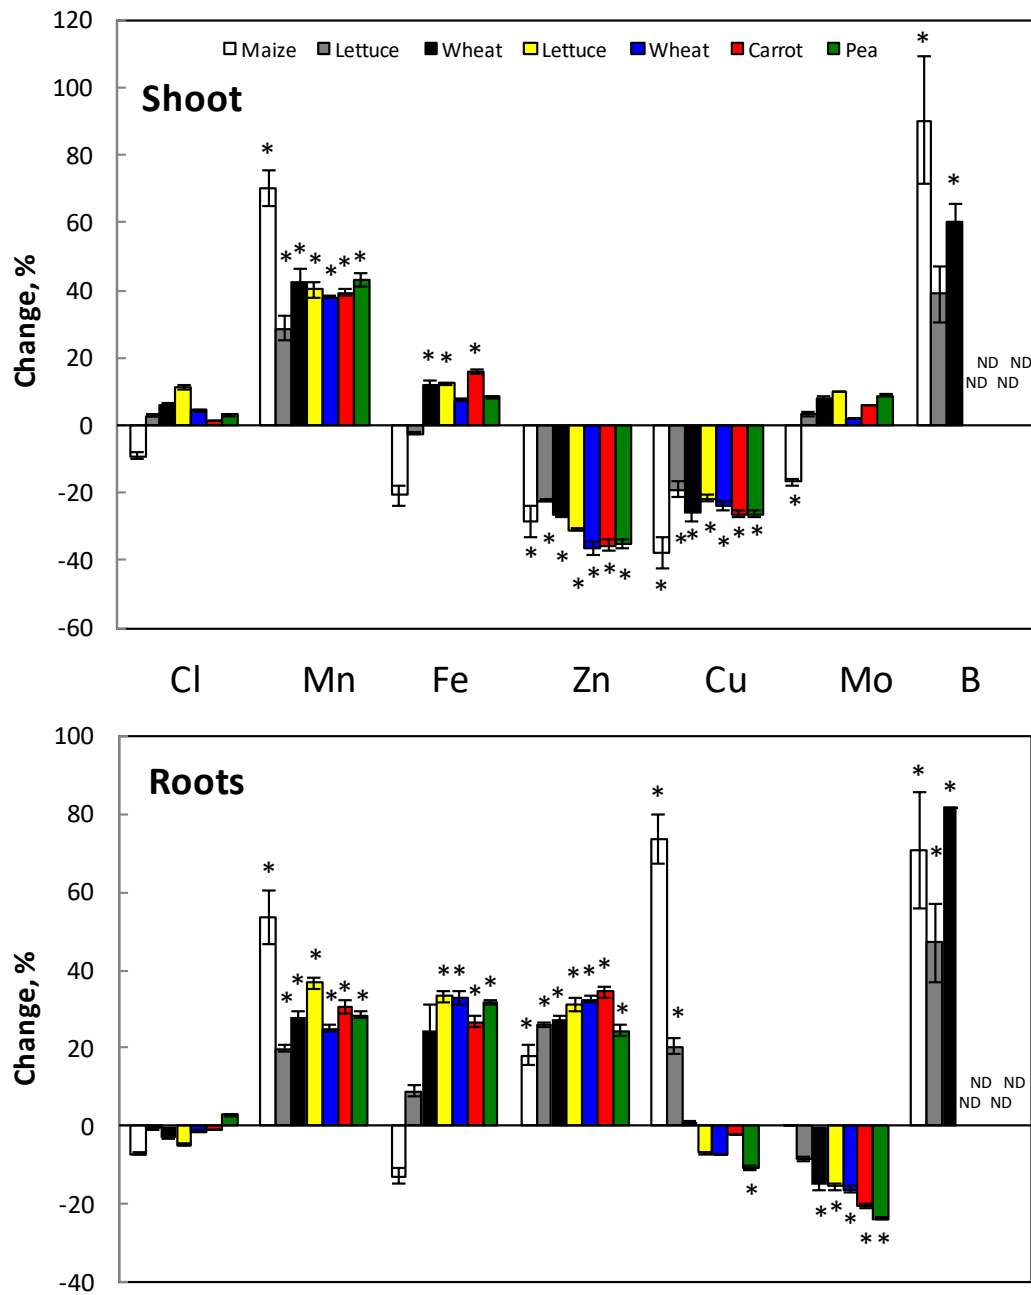 120
100
80
60
40
20
0
-20
-40
-60
Change, %
Maize Lettuce Wheat Lettuce Wheat Carrot Pea
Shoot
* * * * * * *
* * *
* * * * * * *
* * * * * * *
*
* *
ND ND
ND ND
Cl Mn Fe Zn Cu Mo B
100
80
60
40
20
0
-20
-40
Change, %
Roots
* * * * * * *
* * * *
* * * * * * *
* * *
* * * * *
* * *
ND ND
ND ND